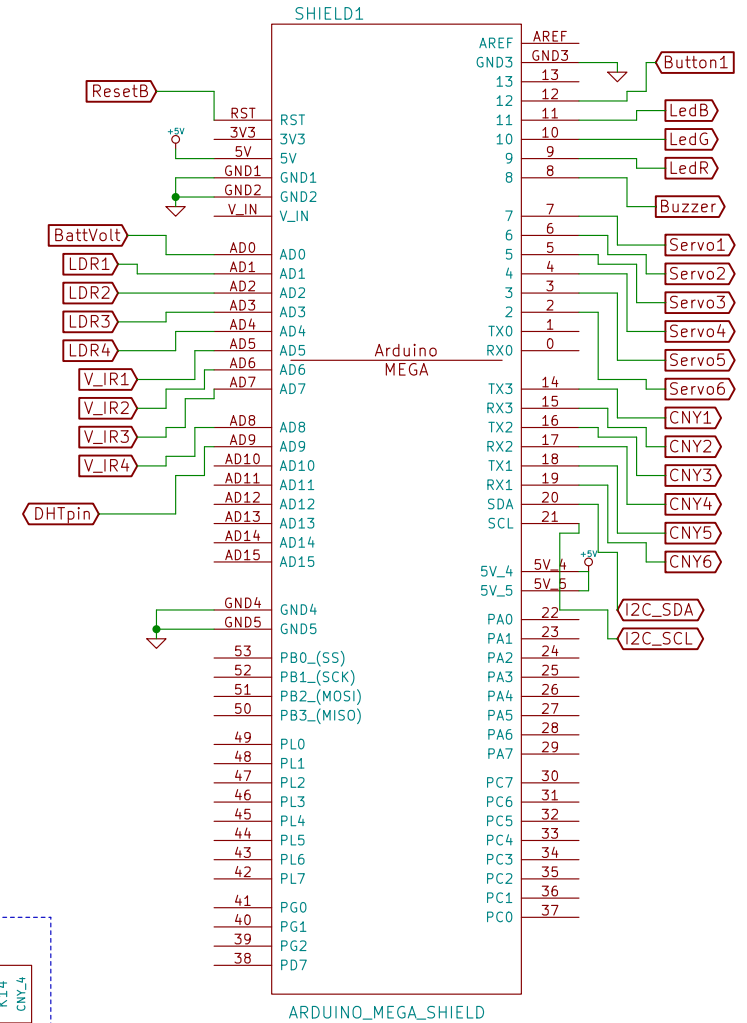 SHIELD1
AREF AREF
GND3 GND3
13 13
Button1
12 12
ResetB
LedB
RST RST
11 11
+5V
3V3 3V3
10 10
LedG
5V 5V
9 9
LedR
GND1 GND1
8 8
GND2 GND2
Buzzer
V_IN V_IN
7 7
BattVolt
6 6
Servo1
AD0 AD0
5 5
LDR1
AD1 AD1
4 4
Servo2
LDR2
AD2 AD2
3 3
Servo3
AD3 AD3
2 2
LDR3
AD4 AD4
TX0 1
Servo4
LDR4
AD5 AD5
Arduino
RX0 0
Servo5
AD6 AD6
MEGA
V_IR1
AD7 AD7
TX3 14
Servo6
V_IR2
RX3 15
CNY1
AD8 AD8
TX2 16
V_IR3
AD9 AD9
RX2 17
CNY2
V_IR4
AD10 AD10
TX1 18
CNY3
AD11 AD11
RX1 19
AD12 AD12
SDA 20
CNY4
DHTpin
AD13 AD13
SCL 21
AD14 AD14
CNY5
AD15 AD15
+5V
CNY6
5V_4 5V_4
5V_5 5V_5
GND4 GND4
I2C_SDA
PA0 22
GND5 GND5
PA1 23
I2C_SCL
53 PB0_(SS)
PA2 24
52 PB1_(SCK)
PA3 25
51 PB2_(MOSI)
PA4 26
50 PB3_(MISO)
PA5 27
PA6 28
49 PL0
PA7 29
48 PL1
47 PL2
PC7 30
46 PL3
PC6 31
45 PL4
PC5 32
44 PL5
PC4 33
43 PL6
PC3 34
42 PL7
PC2 35
PC1 36
41 PG0
PC0 37
40 PG1
39 PG2
38 PD7
CNY_4
ARDUINO_MEGA_SHIELD